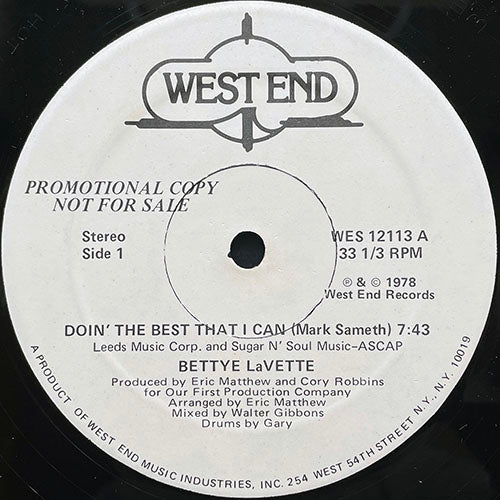 WEST END
PROMOTIONAL COPY
NOT FOR SALE
Stereo
Side 1
WES 12113 A
33 1/3 RPM
℗ & © 1978
West End Records
DOIN' THE BEST THAT I CAN (Mark Sameth) 7:43
Leeds Music Corp. and Sugar N' Soul Music-ASCAP
BETTYE LaVETTE
Produced by Eric Matthew and Cory Robbins
for Our First Production Company
Arranged by Eric Matthew
Mixed by Walter Gibbons
Drums by Gary
A PRODUCT OF WEST END MUSIC INDUSTRIES, INC. 254 WEST 54TH STREET N.Y., N.Y. 10019